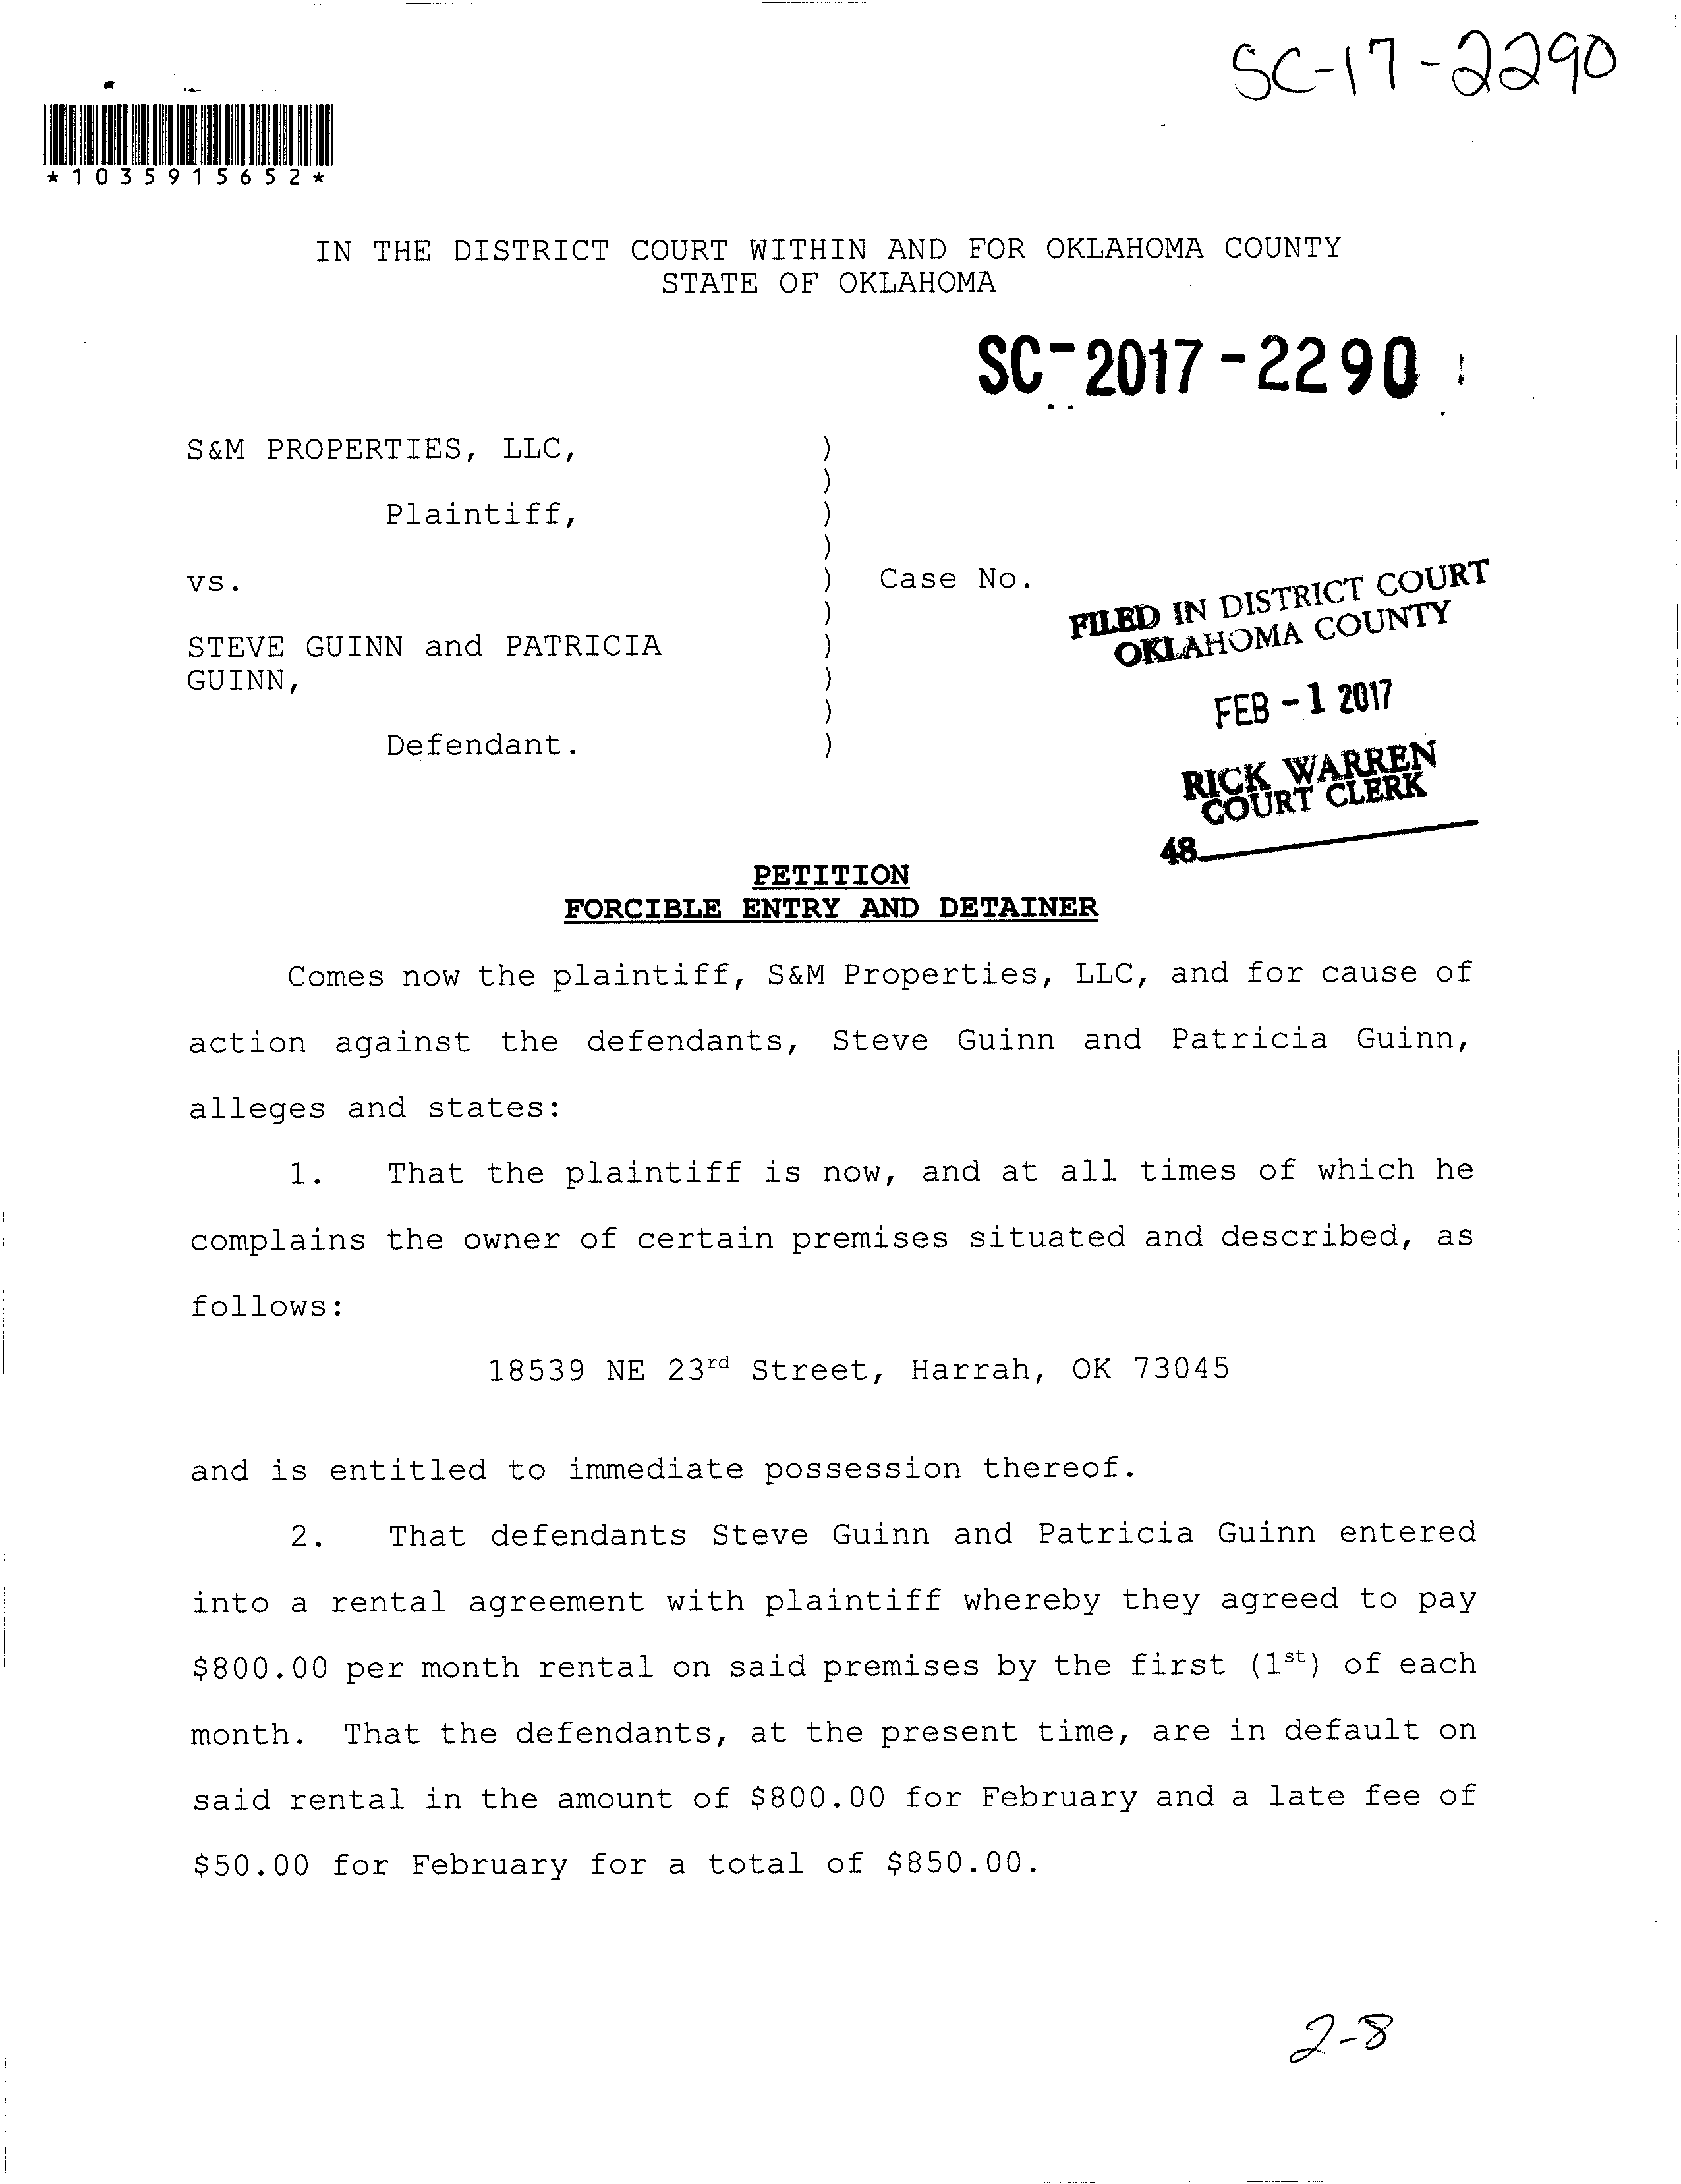 SC-17-2290
*1035915652*
IN THE DISTRICT COURT WITHIN AND FOR OKLAHOMA COUNTY
STATE OF OKLAHOMA
SC-2017-2290
S&M PROPERTIES, LLC, )
)
Plaintiff, )
)
vs. ) Case No.
)
STEVE GUINN and PATRICIA )
GUINN, )
)
Defendant. )
FILED IN DISTRICT COURT
OKLAHOMA COUNTY
FEB -1 2017
RICK WARREN
COURT CLERK
48
PETITION
FORCIBLE ENTRY AND DETAINER
Comes now the plaintiff, S&M Properties, LLC, and for cause of
action against the defendants, Steve Guinn and Patricia Guinn,
alleges and states:
1. That the plaintiff is now, and at all times of which he
complains the owner of certain premises situated and described, as
follows:
18539 NE 23rd Street, Harrah, OK 73045
and is entitled to immediate possession thereof.
2. That defendants Steve Guinn and Patricia Guinn entered
into a rental agreement with plaintiff whereby they agreed to pay
$800.00 per month rental on said premises by the first (1st) of each
month. That the defendants, at the present time, are in default on
said rental in the amount of $800.00 for February and a late fee of
$50.00 for February for a total of $850.00.
2-8